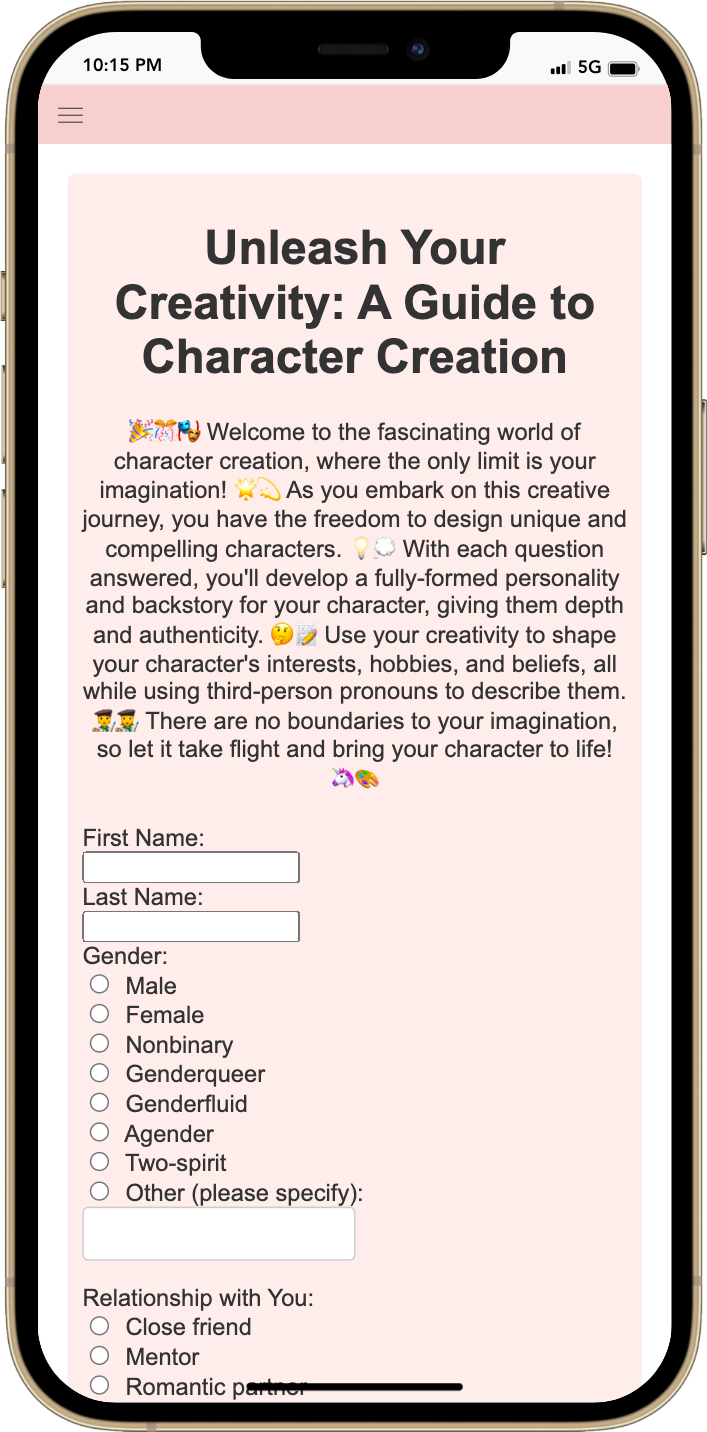 10:15 PM 5G
Unleash Your
Creativity: A Guide to
Character Creation
🎉🎊🎭 Welcome to the fascinating world of
character creation, where the only limit is your
imagination! 🌟💫 As you embark on this creative
journey, you have the freedom to design unique and
compelling characters. 💡💭 With each question
answered, you'll develop a fully-formed personality
and backstory for your character, giving them depth
and authenticity. 🤔📝 Use your creativity to shape
your character's interests, hobbies, and beliefs, all
while using third-person pronouns to describe them.
👩‍🎨👨‍🎨 There are no boundaries to your imagination,
so let it take flight and bring your character to life!
🦄🎨
First Name:
Last Name:
Gender:
Male
Female
Nonbinary
Genderqueer
Genderfluid
Agender
Two-spirit
Other (please specify):
Relationship with You:
Close friend
Mentor
Romantic partner